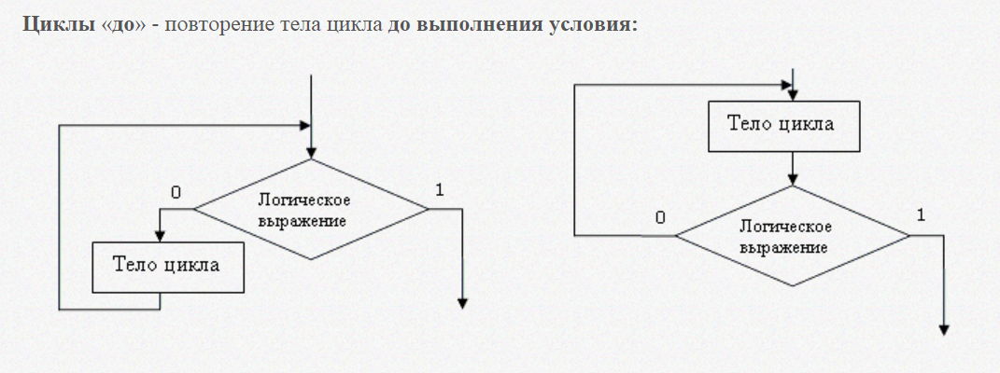 Циклы «до» - повторение тела цикла до выполнения условия:
0
Логическое
выражение
1
Тело цикла
Тело цикла
0
Логическое
выражение
1